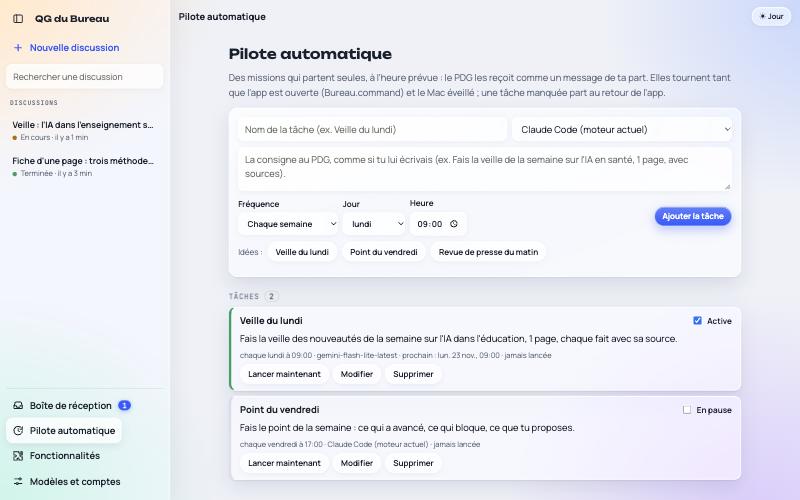 QG du Bureau
Nouvelle discussion
Rechercher une discussion
DISCUSSIONS
Veille : l'IA dans l'enseignement s…
En cours · il y a 1 min
Fiche d'une page : trois méthode…
Terminée · il y a 3 min
Boîte de réception 1
Pilote automatique
Fonctionnalités
Modèles et comptes
Pilote automatique
Jour
Pilote automatique
Des missions qui partent seules, à l'heure prévue : le PDG les reçoit comme un message de ta part. Elles tournent tant
que l'app est ouverte (Bureau.command) et le Mac éveillé ; une tâche manquée part au retour de l'app.
Nom de la tâche (ex. Veille du lundi)
Claude Code (moteur actuel)
La consigne au PDG, comme si tu lui écrivais (ex. Fais la veille de la semaine sur l'IA en santé, 1 page, avec
sources).
Fréquence Jour Heure
Chaque semaine lundi 09:00
Ajouter la tâche
Idées : Veille du lundi Point du vendredi Revue de presse du matin
TÂCHES 2
Veille du lundi
Active
Fais la veille des nouveautés de la semaine sur l'IA dans l'éducation, 1 page, chaque fait avec sa source.
chaque lundi à 09:00 · gemini-flash-lite-latest · prochain : lun. 23 nov., 09:00 · jamais lancée
Lancer maintenant Modifier Supprimer
Point du vendredi
En pause
Fais le point de la semaine : ce qui a avancé, ce qui bloque, ce que tu proposes.
chaque vendredi à 17:00 · Claude Code (moteur actuel) · jamais lancée
Lancer maintenant Modifier Supprimer